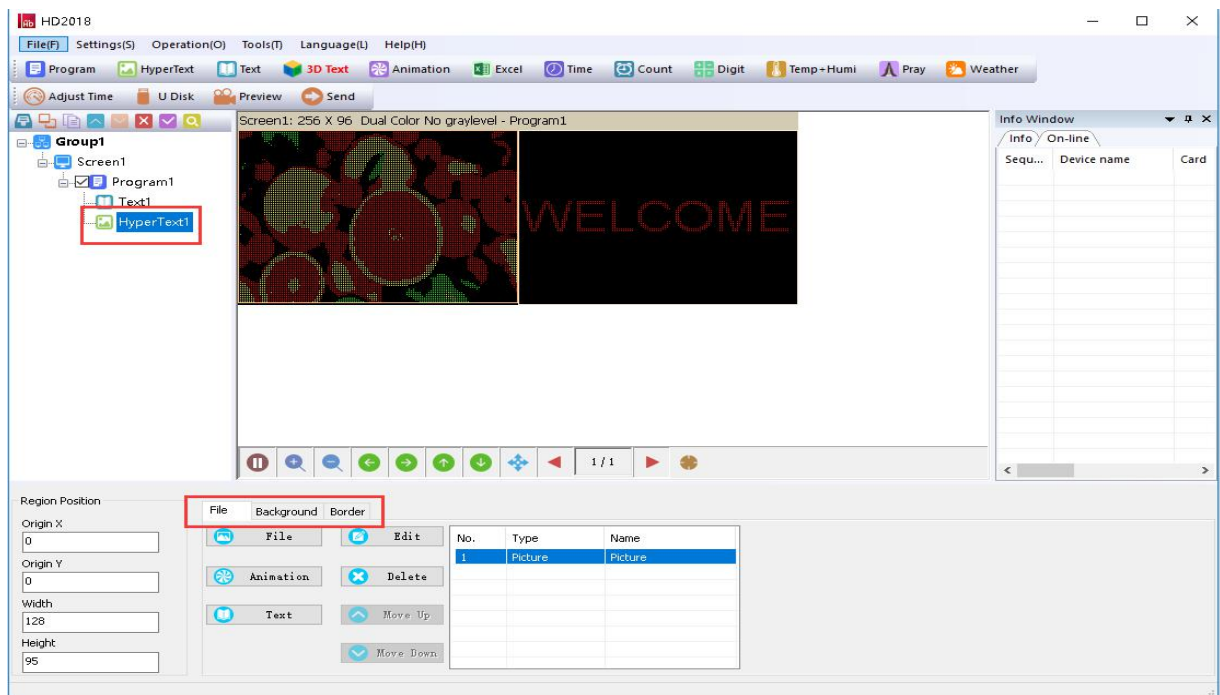 HD2018
File(F) Settings(S) Operation(O) Tools(T) Language(L) Help(H)
Program HyperText Text 3D Text Animation Excel Time Count Digit Temp+Humi Pray Weather
Adjust Time U Disk Preview Send
Group1
Screen1
Program1
Text1
HyperText1
Screen1: 256 X 96 Dual Color No graylevel - Program1
WELCOME
1/1
Info Window
Info On-line
Sequ... Device name Card
Region Position
Origin X
0
Origin Y
0
Width
128
Height
95
File Background Border
File Edit
Animation Delete
Text Move Up
Move Down
No. Type Name
1 Picture Picture